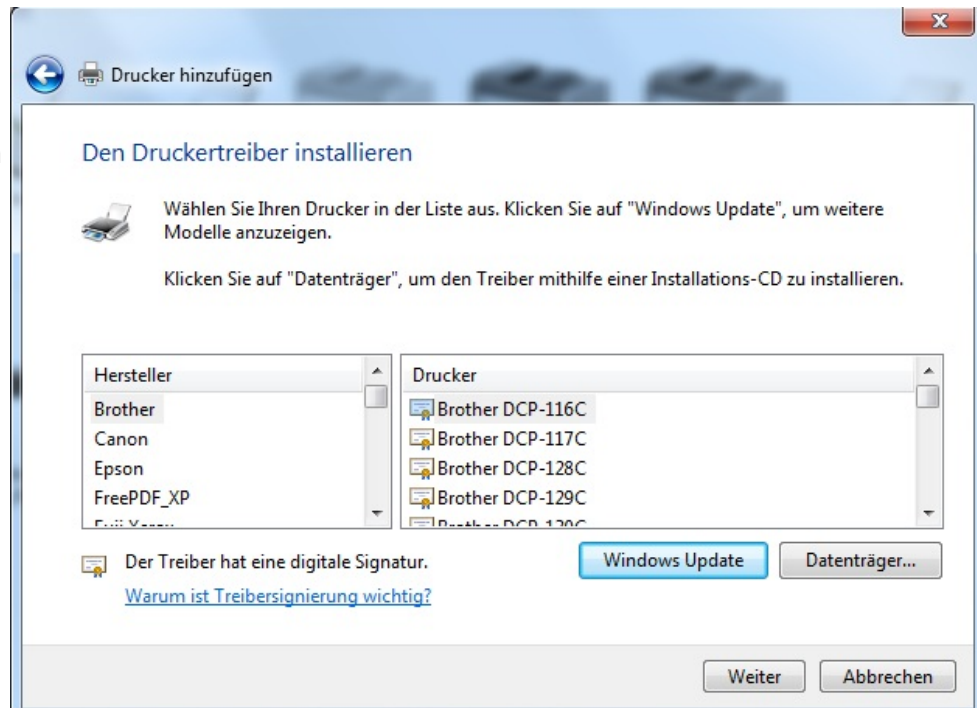 Drucker hinzufügen
Den Druckertreiber installieren
Wählen Sie Ihren Drucker in der Liste aus. Klicken Sie auf "Windows Update", um weitere
Modelle anzuzeigen.
Klicken Sie auf "Datenträger", um den Treiber mithilfe einer Installations-CD zu installieren.
Hersteller
Brother
Canon
Epson
FreePDF_XP
Drucker
Brother DCP-116C
Brother DCP-117C
Brother DCP-128C
Brother DCP-129C
Der Treiber hat eine digitale Signatur.
Warum ist Treibersignierung wichtig?
Windows Update
Datenträger...
Weiter
Abbrechen